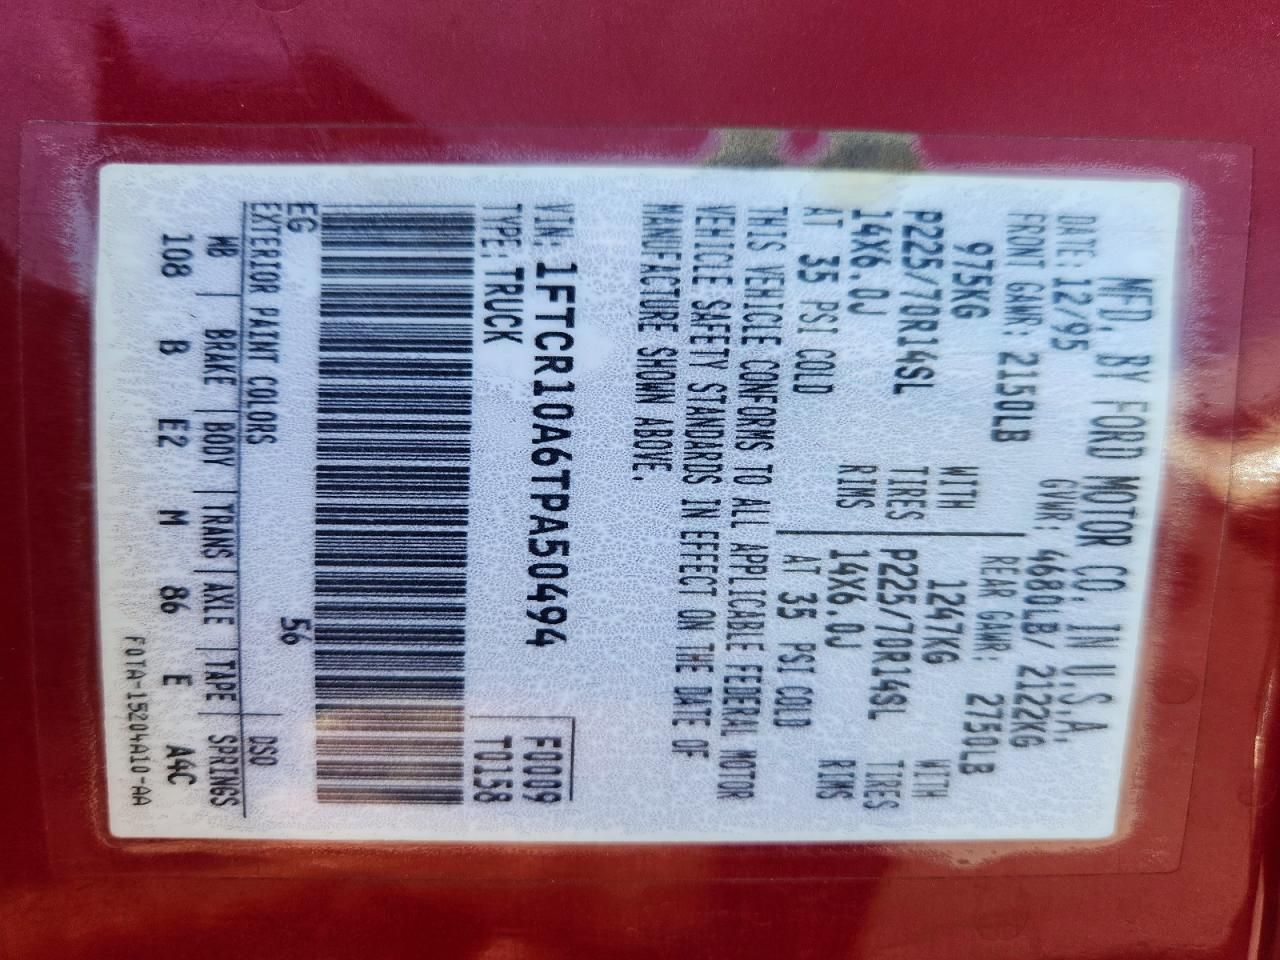 MFD. BY FORD MOTOR CO. IN U.S.A.
DATE: 12/95 GVWR: 4680LB/ 2122KG
FRONT GAWR: 2150LB REAR GAWR: 2750LB
975KG WITH 1247KG WITH
P225/70R14SL TIRES P225/70R14SL TIRES
14X6.0J RIMS 14X6.0J RIMS
AT 35 PSI COLD AT 35 PSI COLD
THIS VEHICLE CONFORMS TO ALL APPLICABLE FEDERAL MOTOR
VEHICLE SAFETY STANDARDS IN EFFECT ON THE DATE OF
MANUFACTURE SHOWN ABOVE.
VIN: 1FTCR10A6TPA50494 F0009
TYPE: TRUCK T0158
EG 56
EXTERIOR PAINT COLORS DSO
WB BRAKE BODY TRANS AXLE TAPE SPRINGS
108 B E2 M 86 E A4C
F0TA-15204A10-AA